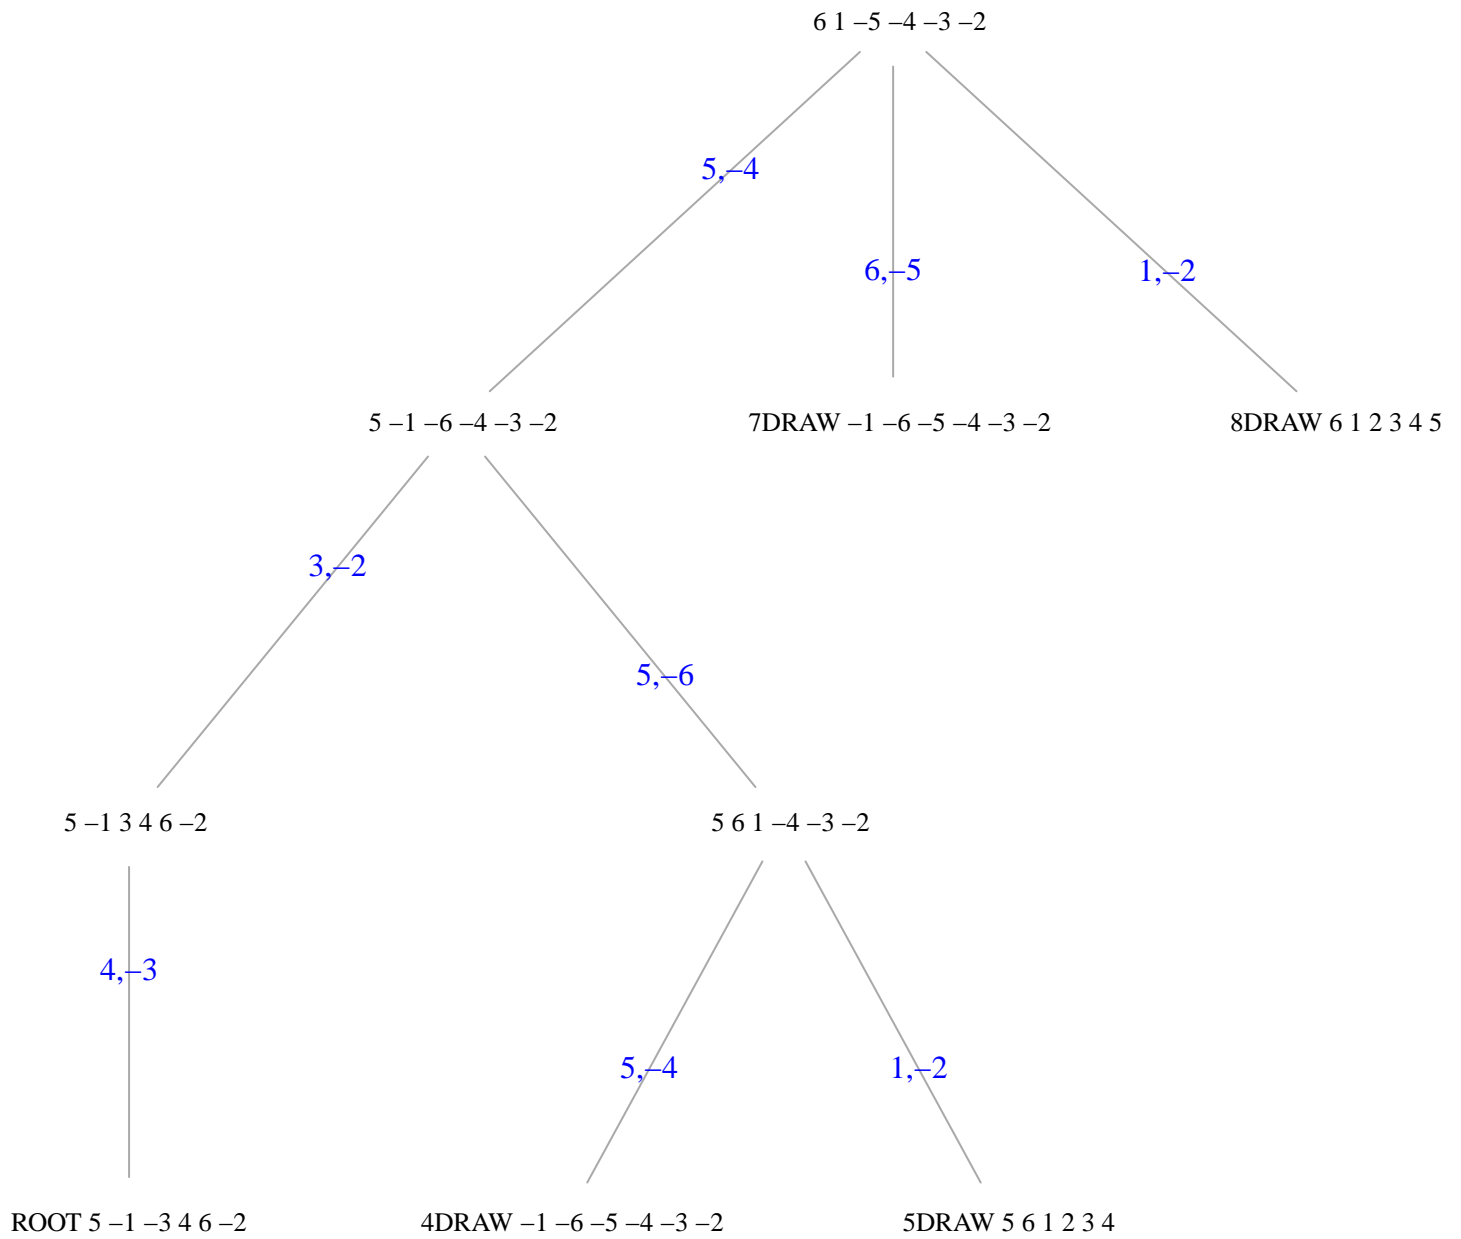 6 1 –5 –4 –3 –2
5,–4
6,–5
1,–2
5 –1 –6 –4 –3 –2
7DRAW –1 –6 –5 –4 –3 –2
8DRAW 6 1 2 3 4 5
3,–2
5,–6
5 –1 3 4 6 –2
5 6 1 –4 –3 –2
4,–3
5,–4
1,–2
ROOT 5 –1 –3 4 6 –2
4DRAW –1 –6 –5 –4 –3 –2
5DRAW 5 6 1 2 3 4